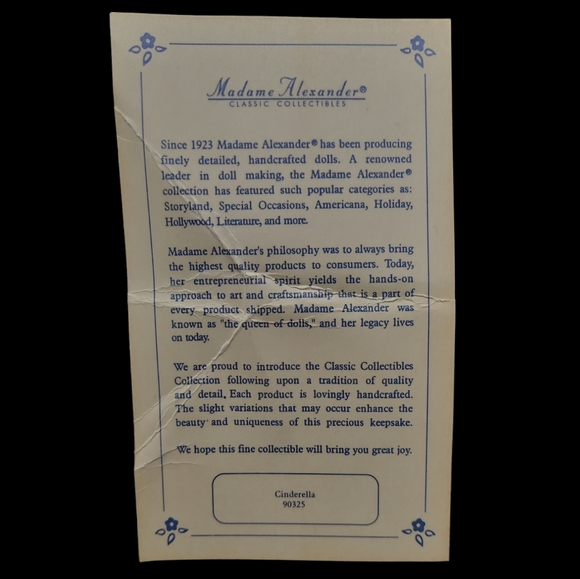 Madame Alexander®
CLASSIC COLLECTIBLES
Since 1923 Madame Alexander® has been producing
finely detailed, handcrafted dolls. A renowned
leader in doll making, the Madame Alexander®
collection has featured such popular categories as:
Storyland, Special Occasions, Americana, Holiday,
Hollywood, Literature, and more.
Madame Alexander's philosophy was to always bring
the highest quality products to consumers. Today,
her entrepreneurial spirit yields the hands-on
approach to art and craftsmanship that is a part of
every product shipped. Madame Alexander was
known as "the queen of dolls," and her legacy lives
on today.
We are proud to introduce the Classic Collectibles
Collection following upon a tradition of quality
and detail. Each product is lovingly handcrafted.
The slight variations that may occur enhance the
beauty and uniqueness of this precious keepsake.
We hope this fine collectible will bring you great joy.
Cinderella
90325